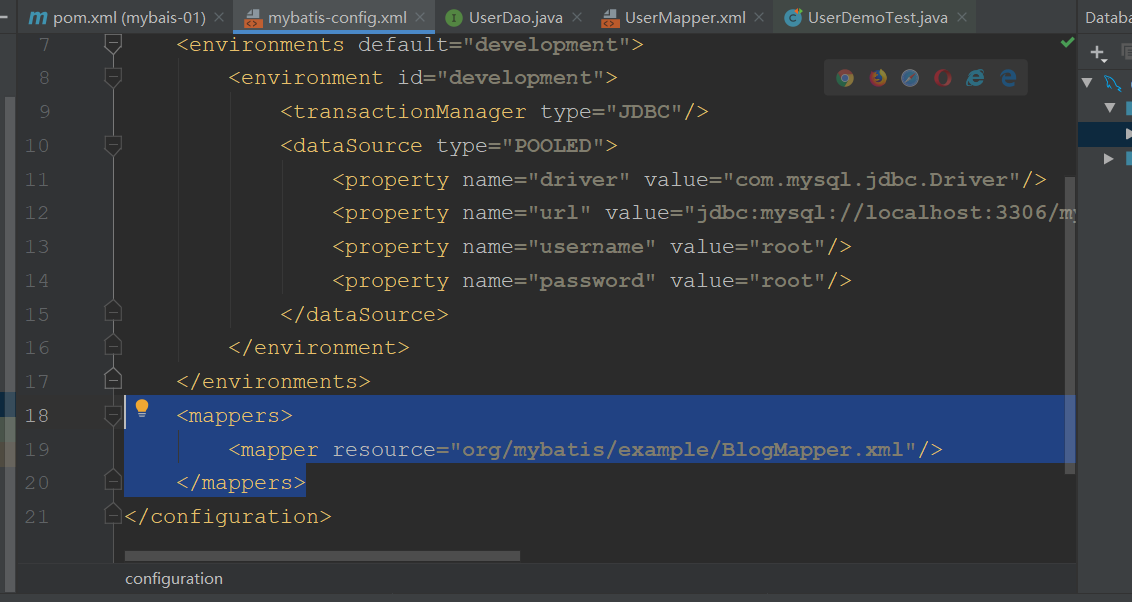 pom.xml (mybais-01) mybatis-config.xml UserDao.java UserMapper.xml UserDemoTest.java Databa
7 <environments default="development">
8 <environment id="development">
9 <transactionManager type="JDBC"/>
10 <dataSource type="POOLED">
11 <property name="driver" value="com.mysql.jdbc.Driver"/>
12 <property name="url" value="jdbc:mysql://localhost:3306/my
13 <property name="username" value="root"/>
14 <property name="password" value="root"/>
15 </dataSource>
16 </environment>
17 </environments>
18 <mappers>
19 <mapper resource="org/mybatis/example/BlogMapper.xml"/>
20 </mappers>
21 </configuration>
configuration